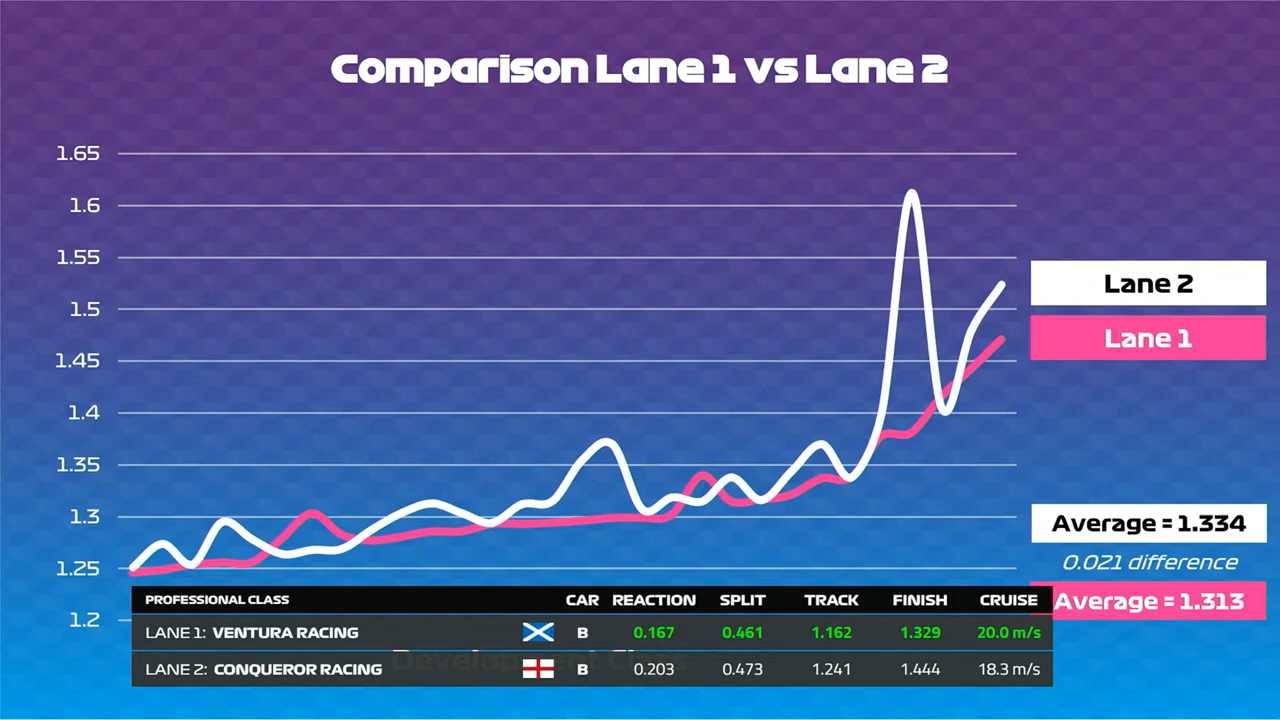 Comparison Lane 1 vs Lane 2
1.65
1.6
1.55
1.5
1.45
1.4
1.35
1.3
1.25
1.2
Lane 2
Lane 1
Average = 1.334
0.021 difference
Average = 1.313
PROFESSIONAL CLASS CAR REACTION SPLIT TRACK FINISH CRUISE
LANE 1: VENTURA RACING B 0.167 0.461 1.162 1.329 20.0 m/s
Development Class
LANE 2: CONQUEROR RACING B 0.203 0.473 1.241 1.444 18.3 m/s